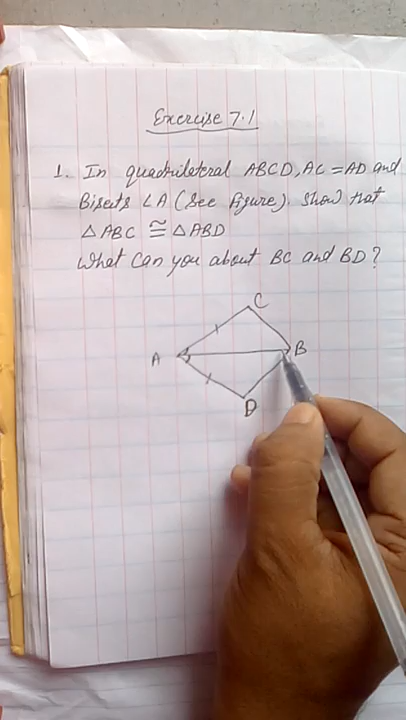 Exercise 7.1
1. In quadrilateral ABCD, AC = AD and
Bisects ∠A (See figure). Show that
△ABC ≅ △ABD
What can you about BC and BD?
C
A
B
D